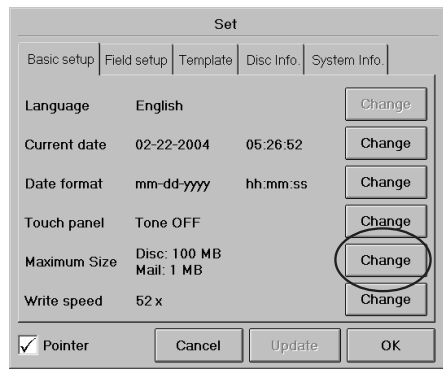 Set
Basic setup Field setup Template Disc Info. System Info.
Language English Change
Current date 02-22-2004 05:26:52 Change
Date format mm-dd-yyyy hh:mm:ss Change
Touch panel Tone OFF Change
Maximum Size Disc: 100 MB Change
Mail: 1 MB
Write speed 52 x Change
Pointer Cancel Update OK